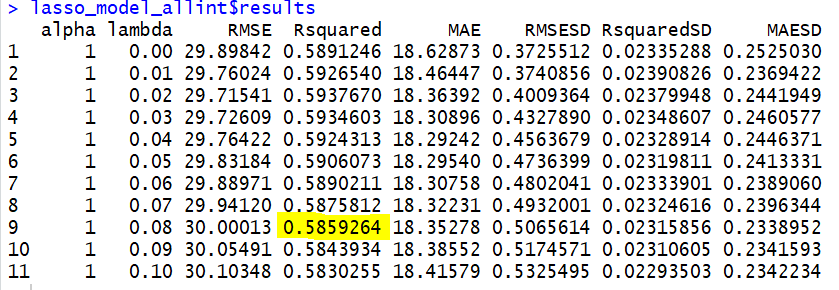 > lasso_model_allint$results
alpha lambda RMSE Rsquared MAE RMSESD RsquaredSD MAESD
1 1 0.00 29.89842 0.5891246 18.62873 0.3725512 0.02335288 0.2525030
2 1 0.01 29.76024 0.5926540 18.46447 0.3740856 0.02390826 0.2369422
3 1 0.02 29.71541 0.5937670 18.36392 0.4009364 0.02379948 0.2441949
4 1 0.03 29.72609 0.5934603 18.30896 0.4327890 0.02348607 0.2460577
5 1 0.04 29.76422 0.5924313 18.29242 0.4563679 0.02328914 0.2446371
6 1 0.05 29.83184 0.5906073 18.29540 0.4736399 0.02319811 0.2413331
7 1 0.06 29.88971 0.5890211 18.30758 0.4802041 0.02333901 0.2389060
8 1 0.07 29.94120 0.5875812 18.32231 0.4932001 0.02324616 0.2396344
9 1 0.08 30.00013 0.5859264 18.35278 0.5065614 0.02315856 0.2338952
10 1 0.09 30.05491 0.5843934 18.38552 0.5174571 0.02310605 0.2341593
11 1 0.10 30.10348 0.5830255 18.41579 0.5325495 0.02293503 0.2342234